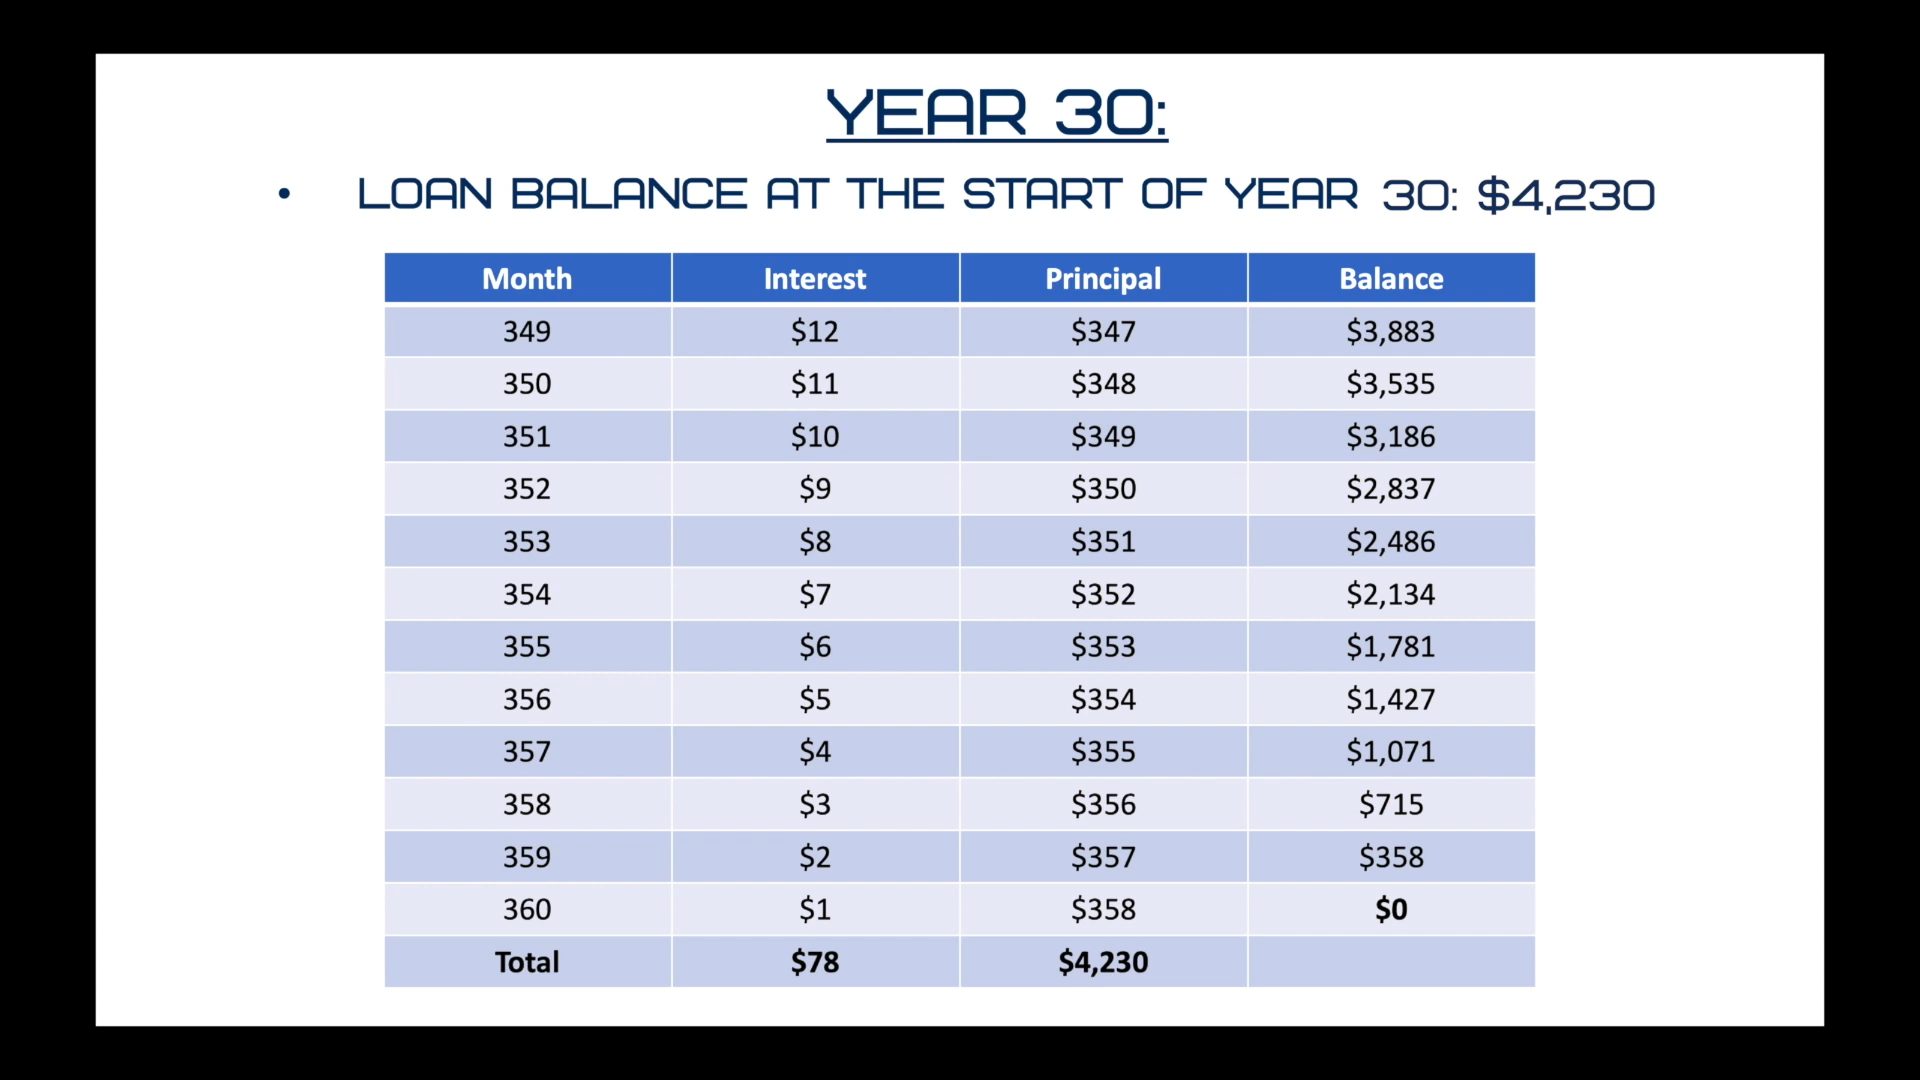 YEAR 30:
• LOAN BALANCE AT THE START OF YEAR 30: $4,230
Month Interest Principal Balance
349 $12 $347 $3,883
350 $11 $348 $3,535
351 $10 $349 $3,186
352 $9 $350 $2,837
353 $8 $351 $2,486
354 $7 $352 $2,134
355 $6 $353 $1,781
356 $5 $354 $1,427
357 $4 $355 $1,071
358 $3 $356 $715
359 $2 $357 $358
360 $1 $358 $0
Total $78 $4,230